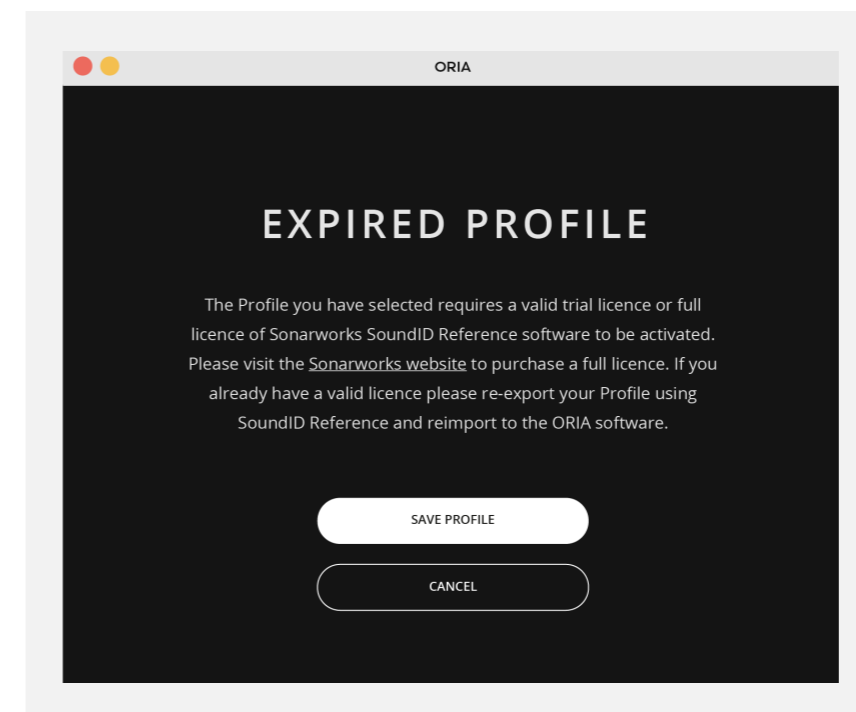 ORIA
EXPIRED PROFILE
The Profile you have selected requires a valid trial licence or full
licence of Sonarworks SoundID Reference software to be activated.
Please visit the Sonarworks website to purchase a full licence. If you
already have a valid licence please re-export your Profile using
SoundID Reference and reimport to the ORIA software.
SAVE PROFILE
CANCEL